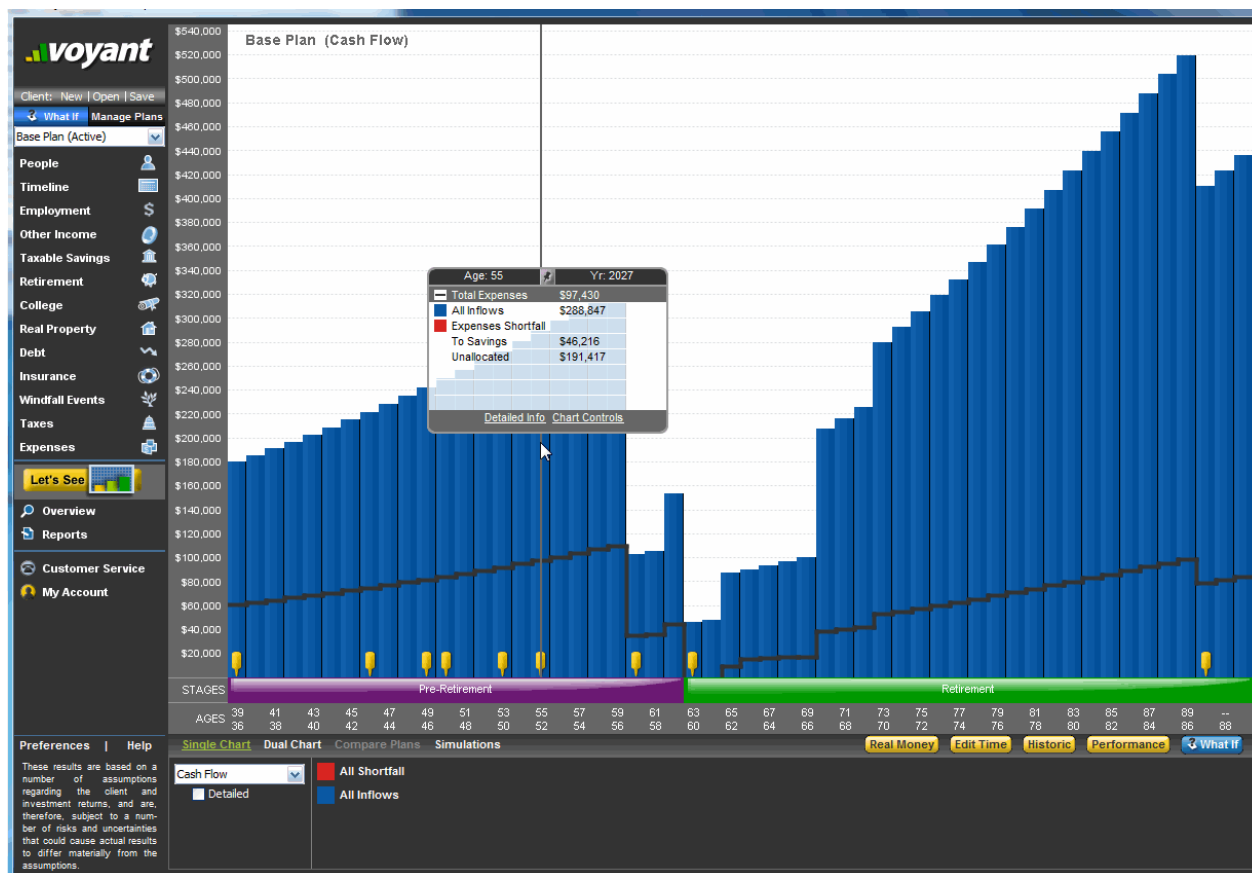 voyant
Client: New | Open | Save
What If Manage Plans
Base Plan (Active)
People
Timeline
Employment
Other Income
Taxable Savings
Retirement
College
Real Property
Debt
Insurance
Windfall Events
Taxes
Expenses
Let's See
Overview
Reports
Customer Service
My Account
Preferences | Help
These results are based on a
number of assumptions
regarding the client and
investment returns, and are,
therefore, subject to a num-
ber of risks and uncertainties
that could cause actual results
to differ materially from the
assumptions.
Base Plan (Cash Flow)
$540,000
$520,000
$500,000
$480,000
$460,000
$440,000
$420,000
$400,000
$380,000
$360,000
$340,000
$320,000
$300,000
$280,000
$260,000
$240,000
$220,000
$200,000
$180,000
$160,000
$140,000
$120,000
$100,000
$80,000
$60,000
$40,000
$20,000
Age: 55 Yr: 2027
Total Expenses $97,430
All Inflows $288,847
Expenses Shortfall
To Savings $46,216
Unallocated $191,417
Detailed Info Chart Controls
STAGES Pre-Retirement Retirement
AGES
39 41 43 45 47 49 51 53 55 57 59 61 63 65 67 69 71 73 75 77 79 81 83 85 87 89 --
36 38 40 42 44 46 48 50 52 54 56 58 60 62 64 66 68 70 72 74 76 78 80 82 84 86 88
Single Chart Dual Chart Compare Plans Simulations Real Money Edit Time Historic Performance What If
Cash Flow
Detailed
All Shortfall
All Inflows